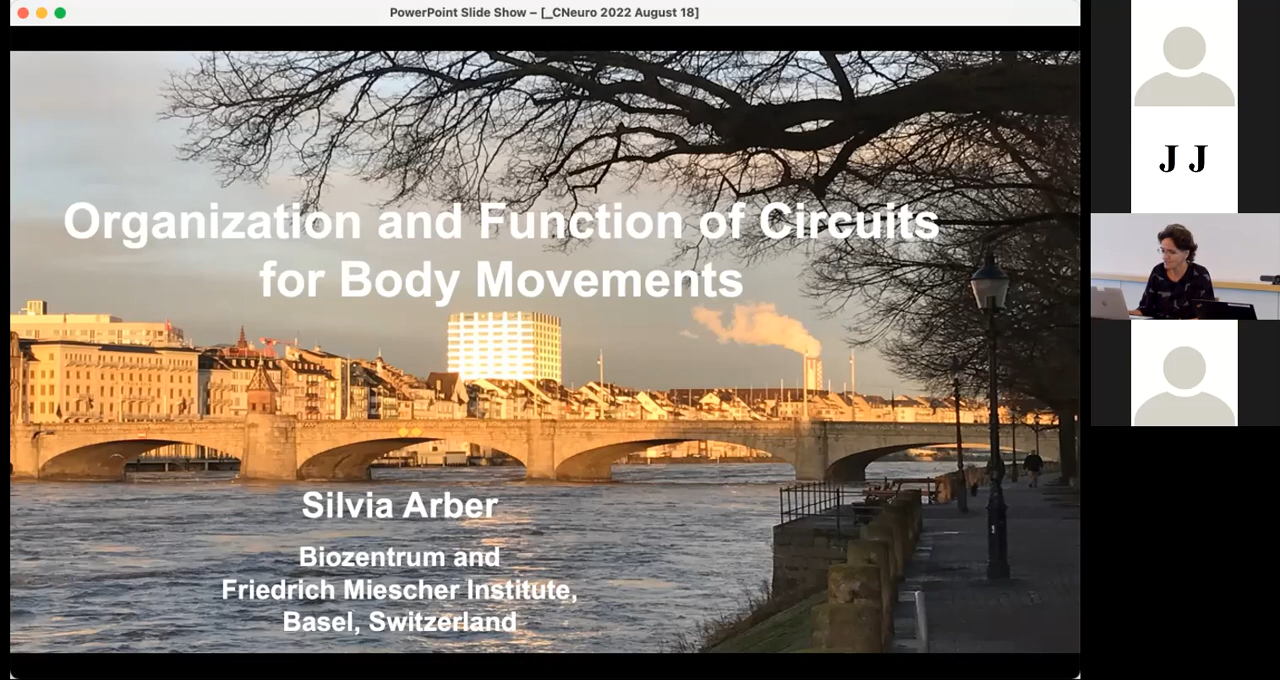 PowerPoint Slide Show – [_CNeuro 2022 August 18]
Organization and Function of Circuits
for Body Movements
Silvia Arber
Biozentrum and
Friedrich Miescher Institute,
Basel, Switzerland
J J